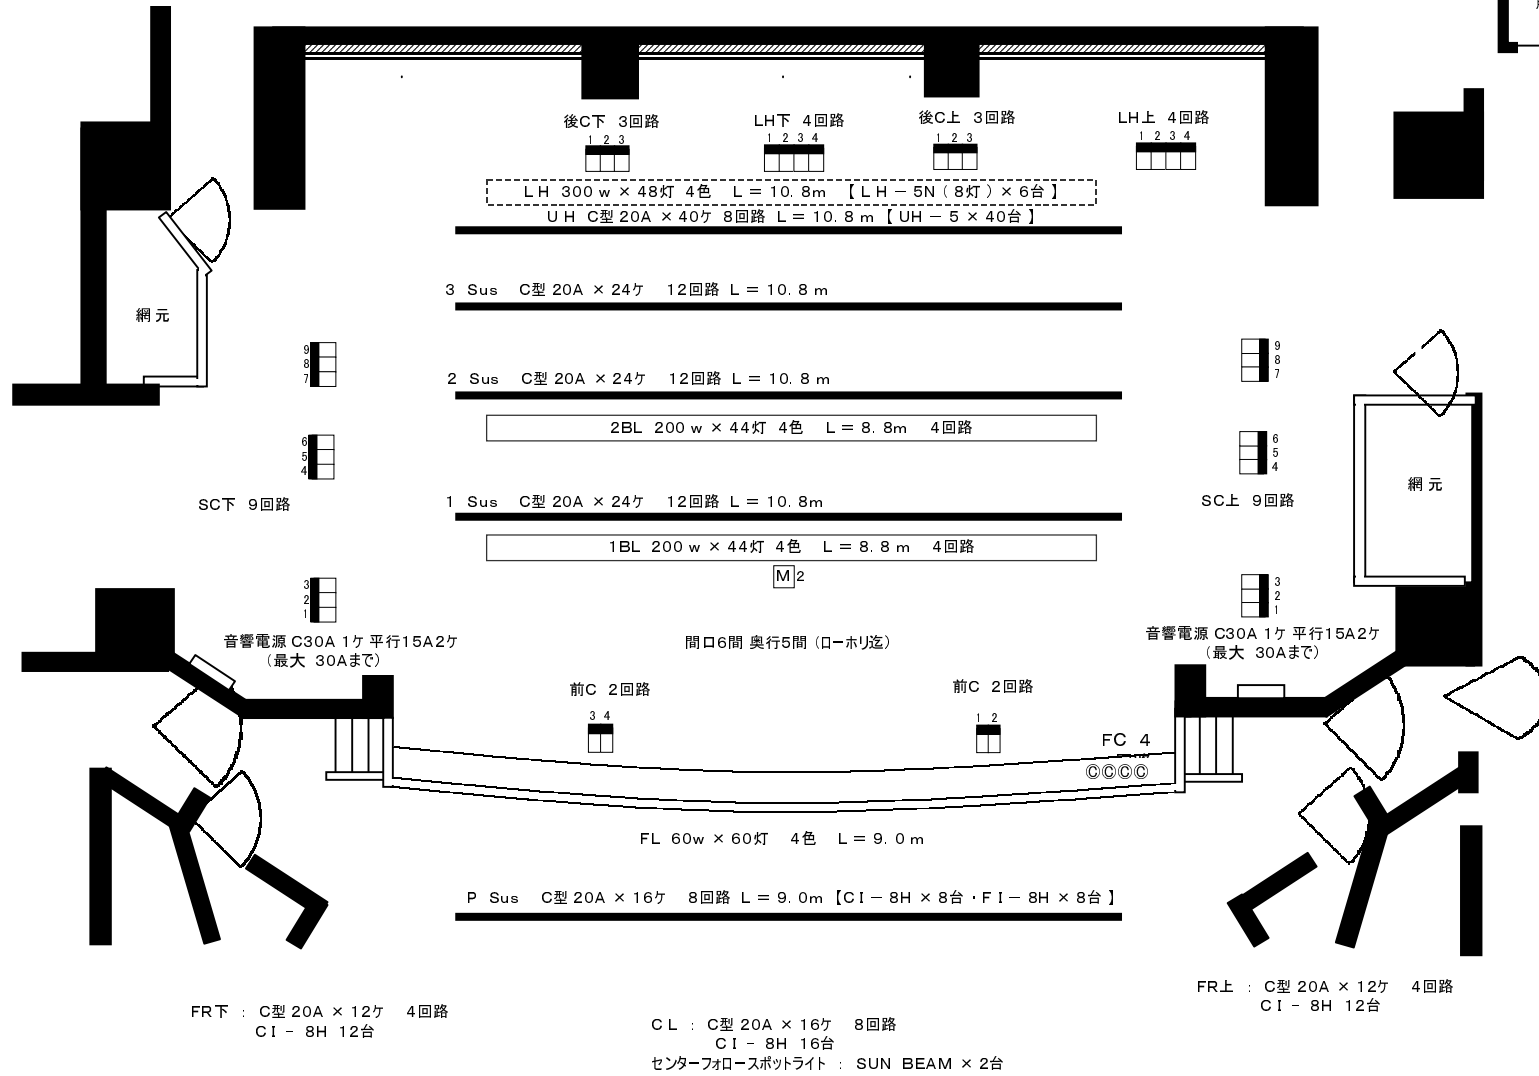 後C下 3回路
1 2 3
LH下 4回路
1 2 3 4
後C上 3回路
1 2 3
LH上 4回路
1 2 3 4
LH 300w × 48灯 4色 L = 10.8m 【LH-5N(8灯)× 6台】
UH C型 20A × 40ケ 8回路 L = 10.8m【UH-5 × 40台】
3 Sus C型 20A × 24ケ 12回路 L = 10.8m
網元
9
8
7
9
8
7
2 Sus C型 20A × 24ケ 12回路 L = 10.8m
2BL 200w × 44灯 4色 L = 8.8m 4回路
6
5
4
6
5
4
網元
SC下 9回路
1 Sus C型 20A × 24ケ 12回路 L = 10.8m
SC上 9回路
1BL 200w × 44灯 4色 L = 8.8m 4回路
M 2
3
2
1
3
2
1
音響電源 C30A 1ケ 平行15A2ケ
(最大 30Aまで)
間口6間 奥行5間 (ローホリ迄)
音響電源 C30A 1ケ 平行15A2ケ
(最大 30Aまで)
前C 2回路
3 4
前C 2回路
1 2
FC 4
ⒸⒸⒸⒸ
FL 60w × 60灯 4色 L = 9.0m
P Sus C型 20A × 16ケ 8回路 L = 9.0m【CI-8H × 8台・FI-8H × 8台】
FR下 : C型 20A × 12ケ 4回路
CI-8H 12台
FR上 : C型 20A × 12ケ 4回路
CI-8H 12台
CL : C型 20A × 16ケ 8回路
CI-8H 16台
センターフォロースポットライト : SUN BEAM × 2台